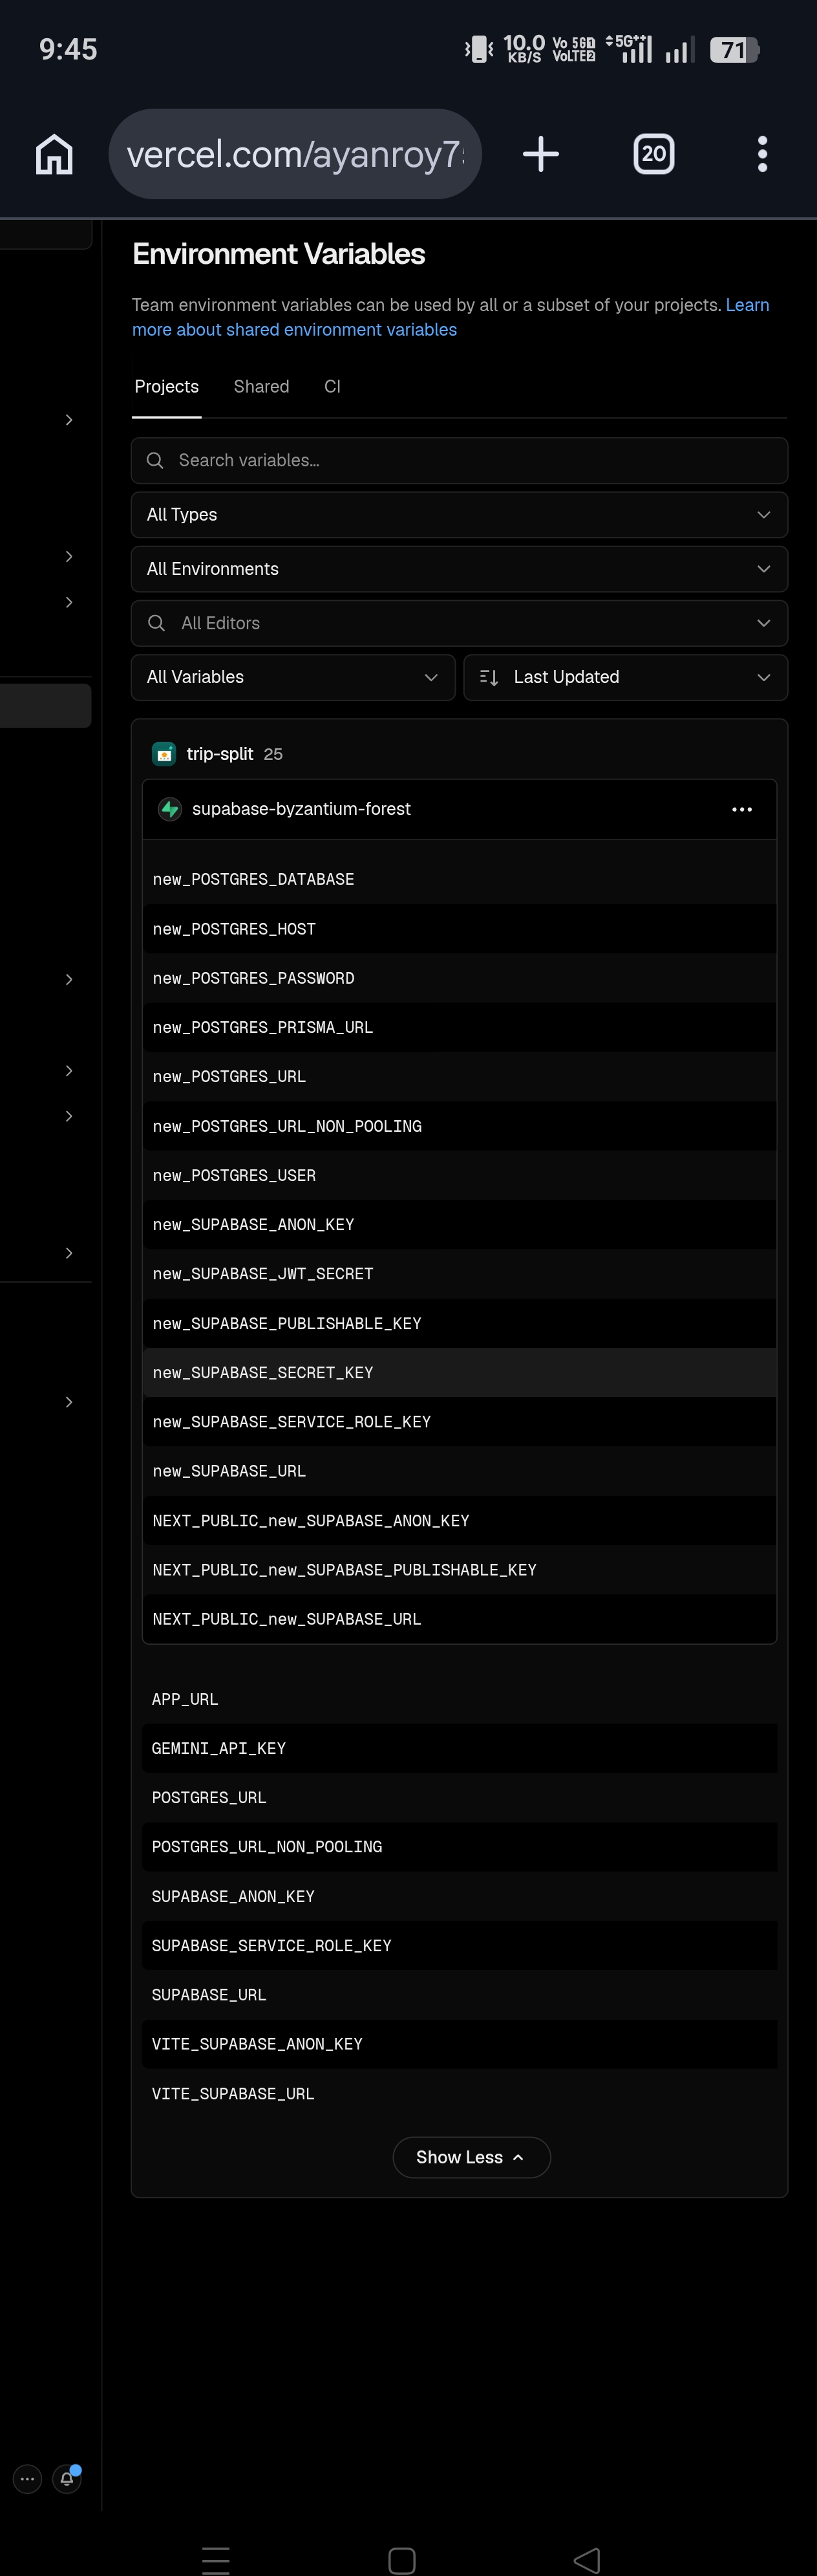 9:45
10.0
KB/S
Vo 5G
VoLTE2
5G++
71
vercel.com/ayanroy7
20
Environment Variables
Team environment variables can be used by all or a subset of your projects. Learn
more about shared environment variables
Projects Shared CI
Search variables...
All Types
All Environments
All Editors
All Variables Last Updated
trip-split 25
supabase-byzantium-forest
new_POSTGRES_DATABASE
new_POSTGRES_HOST
new_POSTGRES_PASSWORD
new_POSTGRES_PRISMA_URL
new_POSTGRES_URL
new_POSTGRES_URL_NON_POOLING
new_POSTGRES_USER
new_SUPABASE_ANON_KEY
new_SUPABASE_JWT_SECRET
new_SUPABASE_PUBLISHABLE_KEY
new_SUPABASE_SECRET_KEY
new_SUPABASE_SERVICE_ROLE_KEY
new_SUPABASE_URL
NEXT_PUBLIC_new_SUPABASE_ANON_KEY
NEXT_PUBLIC_new_SUPABASE_PUBLISHABLE_KEY
NEXT_PUBLIC_new_SUPABASE_URL
APP_URL
GEMINI_API_KEY
POSTGRES_URL
POSTGRES_URL_NON_POOLING
SUPABASE_ANON_KEY
SUPABASE_SERVICE_ROLE_KEY
SUPABASE_URL
VITE_SUPABASE_ANON_KEY
VITE_SUPABASE_URL
Show Less